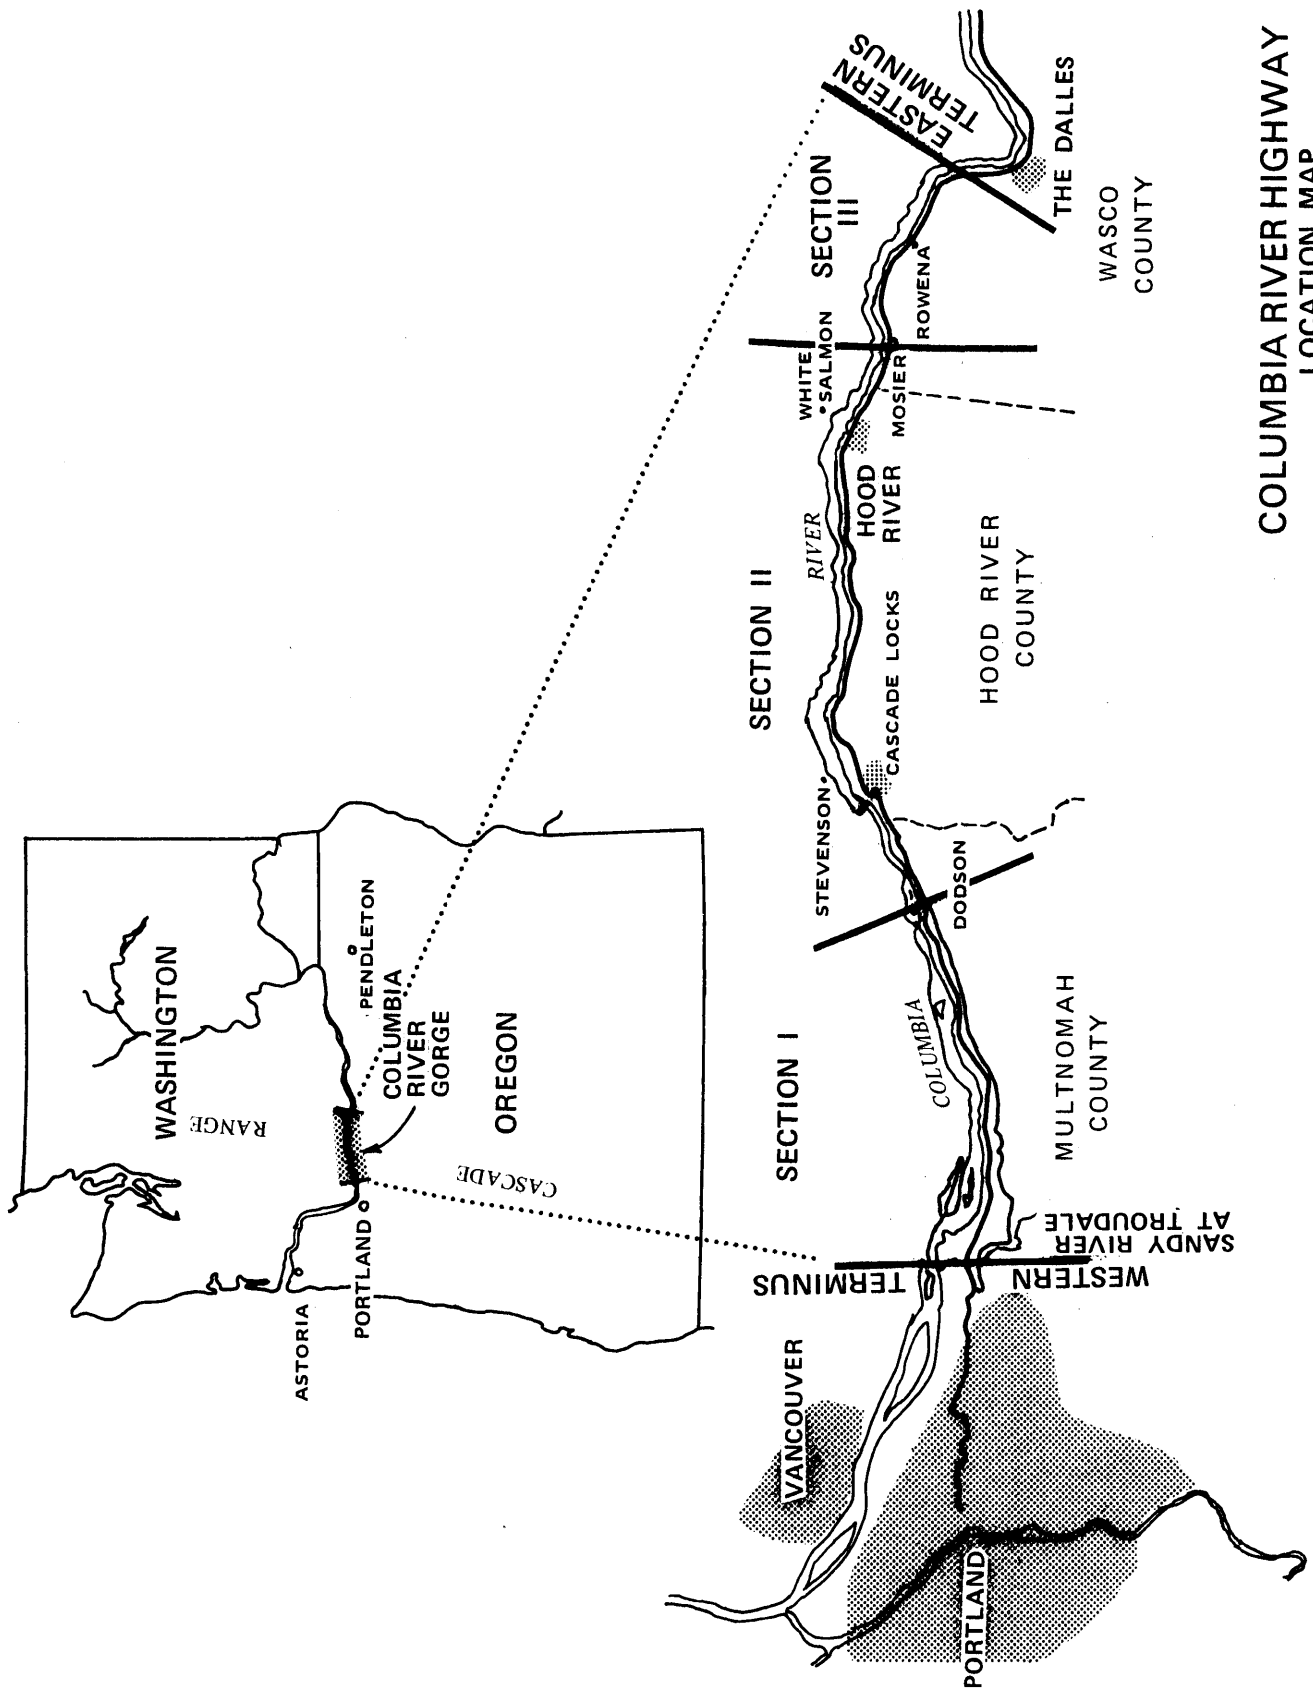 WASHINGTON
RANGE
ASTORIA
PORTLAND
PENDLETON
COLUMBIA
RIVER
GORGE
OREGON
CASCADE
VANCOUVER
PORTLAND
WESTERN
TERMINUS
SANDY RIVER
AT TROUDALE
SECTION I
COLUMBIA
MULTNOMAH
COUNTY
DODSON
STEVENSON
CASCADE LOCKS
SECTION II
RIVER
HOOD
RIVER
HOOD RIVER
COUNTY
WHITE
SALMON
MOSIER
ROWENA
SECTION
III
EASTERN
TERMINUS
THE DALLES
WASCO
COUNTY
COLUMBIA RIVER HIGHWAY
LOCATION MAP